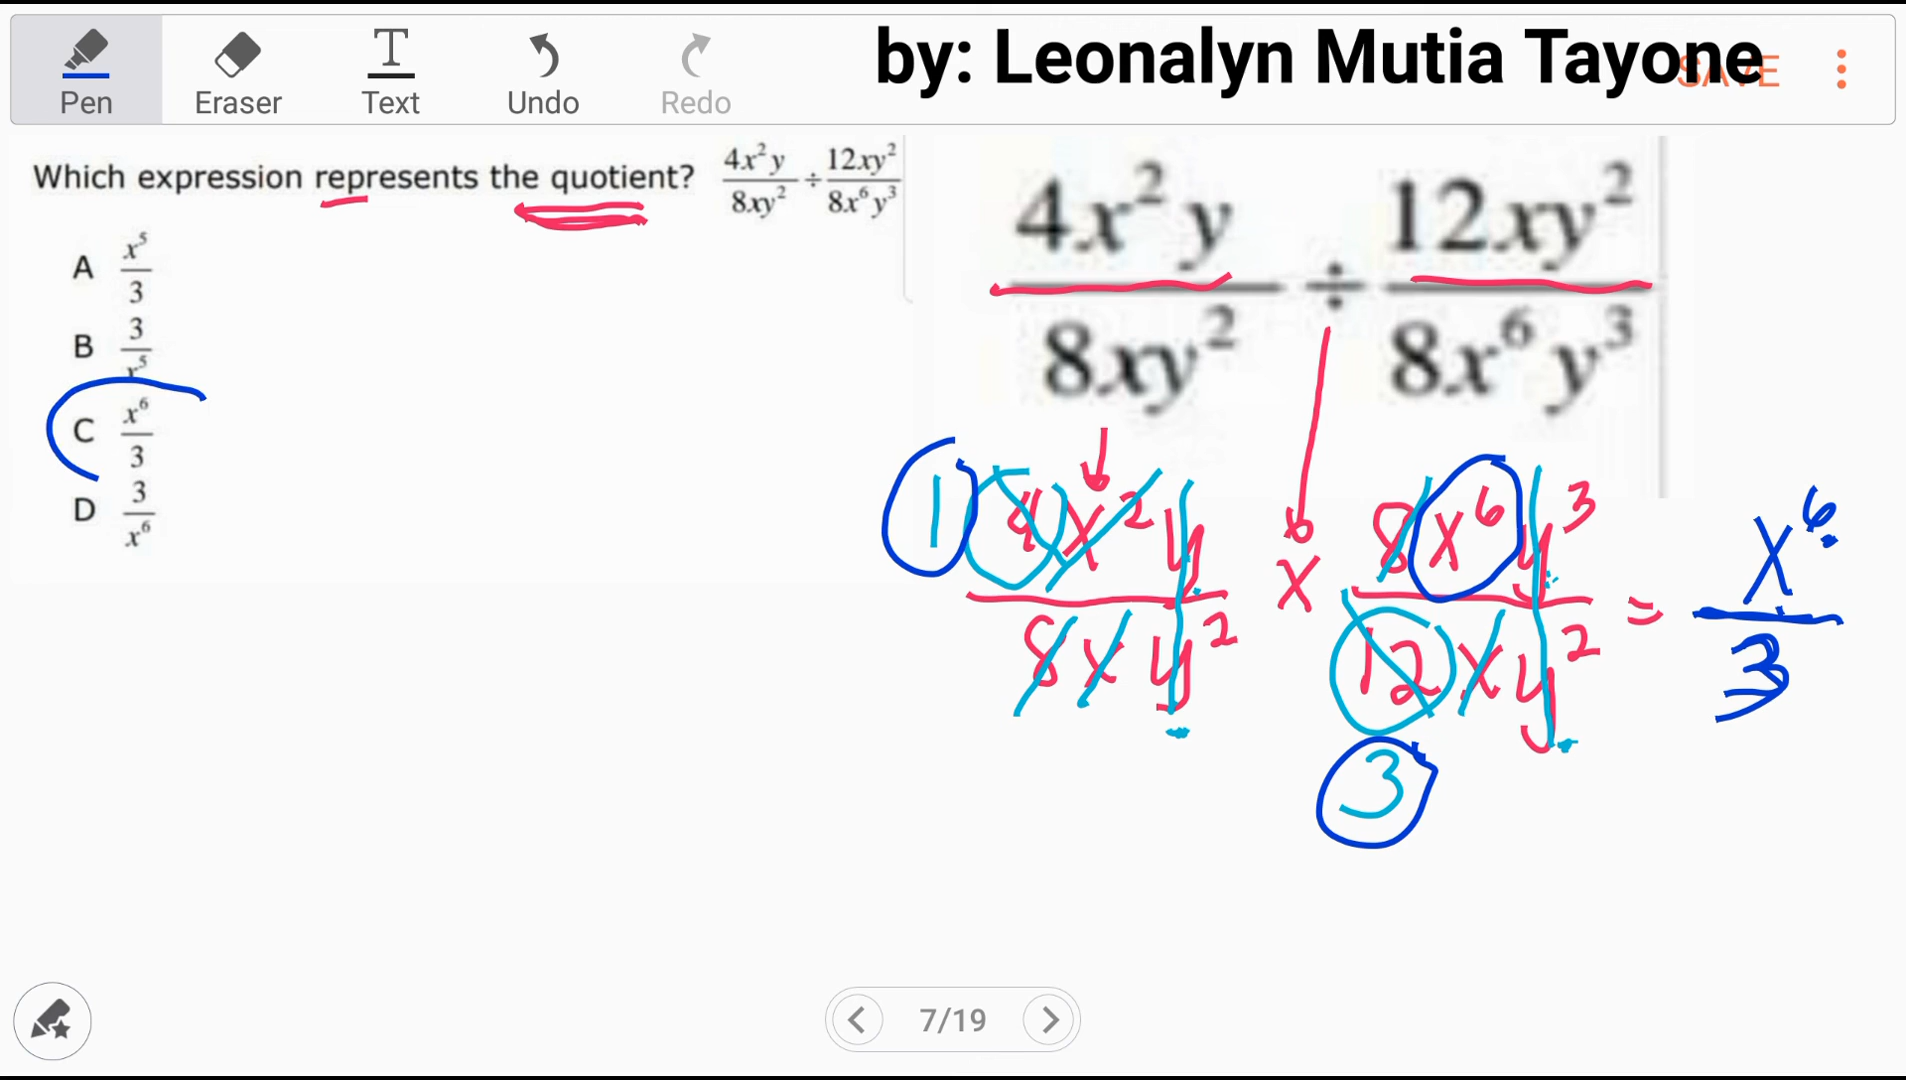 Pen Eraser Text Undo Redo SAVE
by: Leonalyn Mutia Tayone
Which expression represents the quotient? 4x²y/8xy² ÷ 12xy²/8x⁶y³
A x⁵/3
B 3/x⁵
C x⁶/3
D 3/x⁶
4x²y/8xy² ÷ 12xy²/8x⁶y³
1 4x²y/8xy² x 8x⁶y³/12xy² = x⁶/3
3
7/19